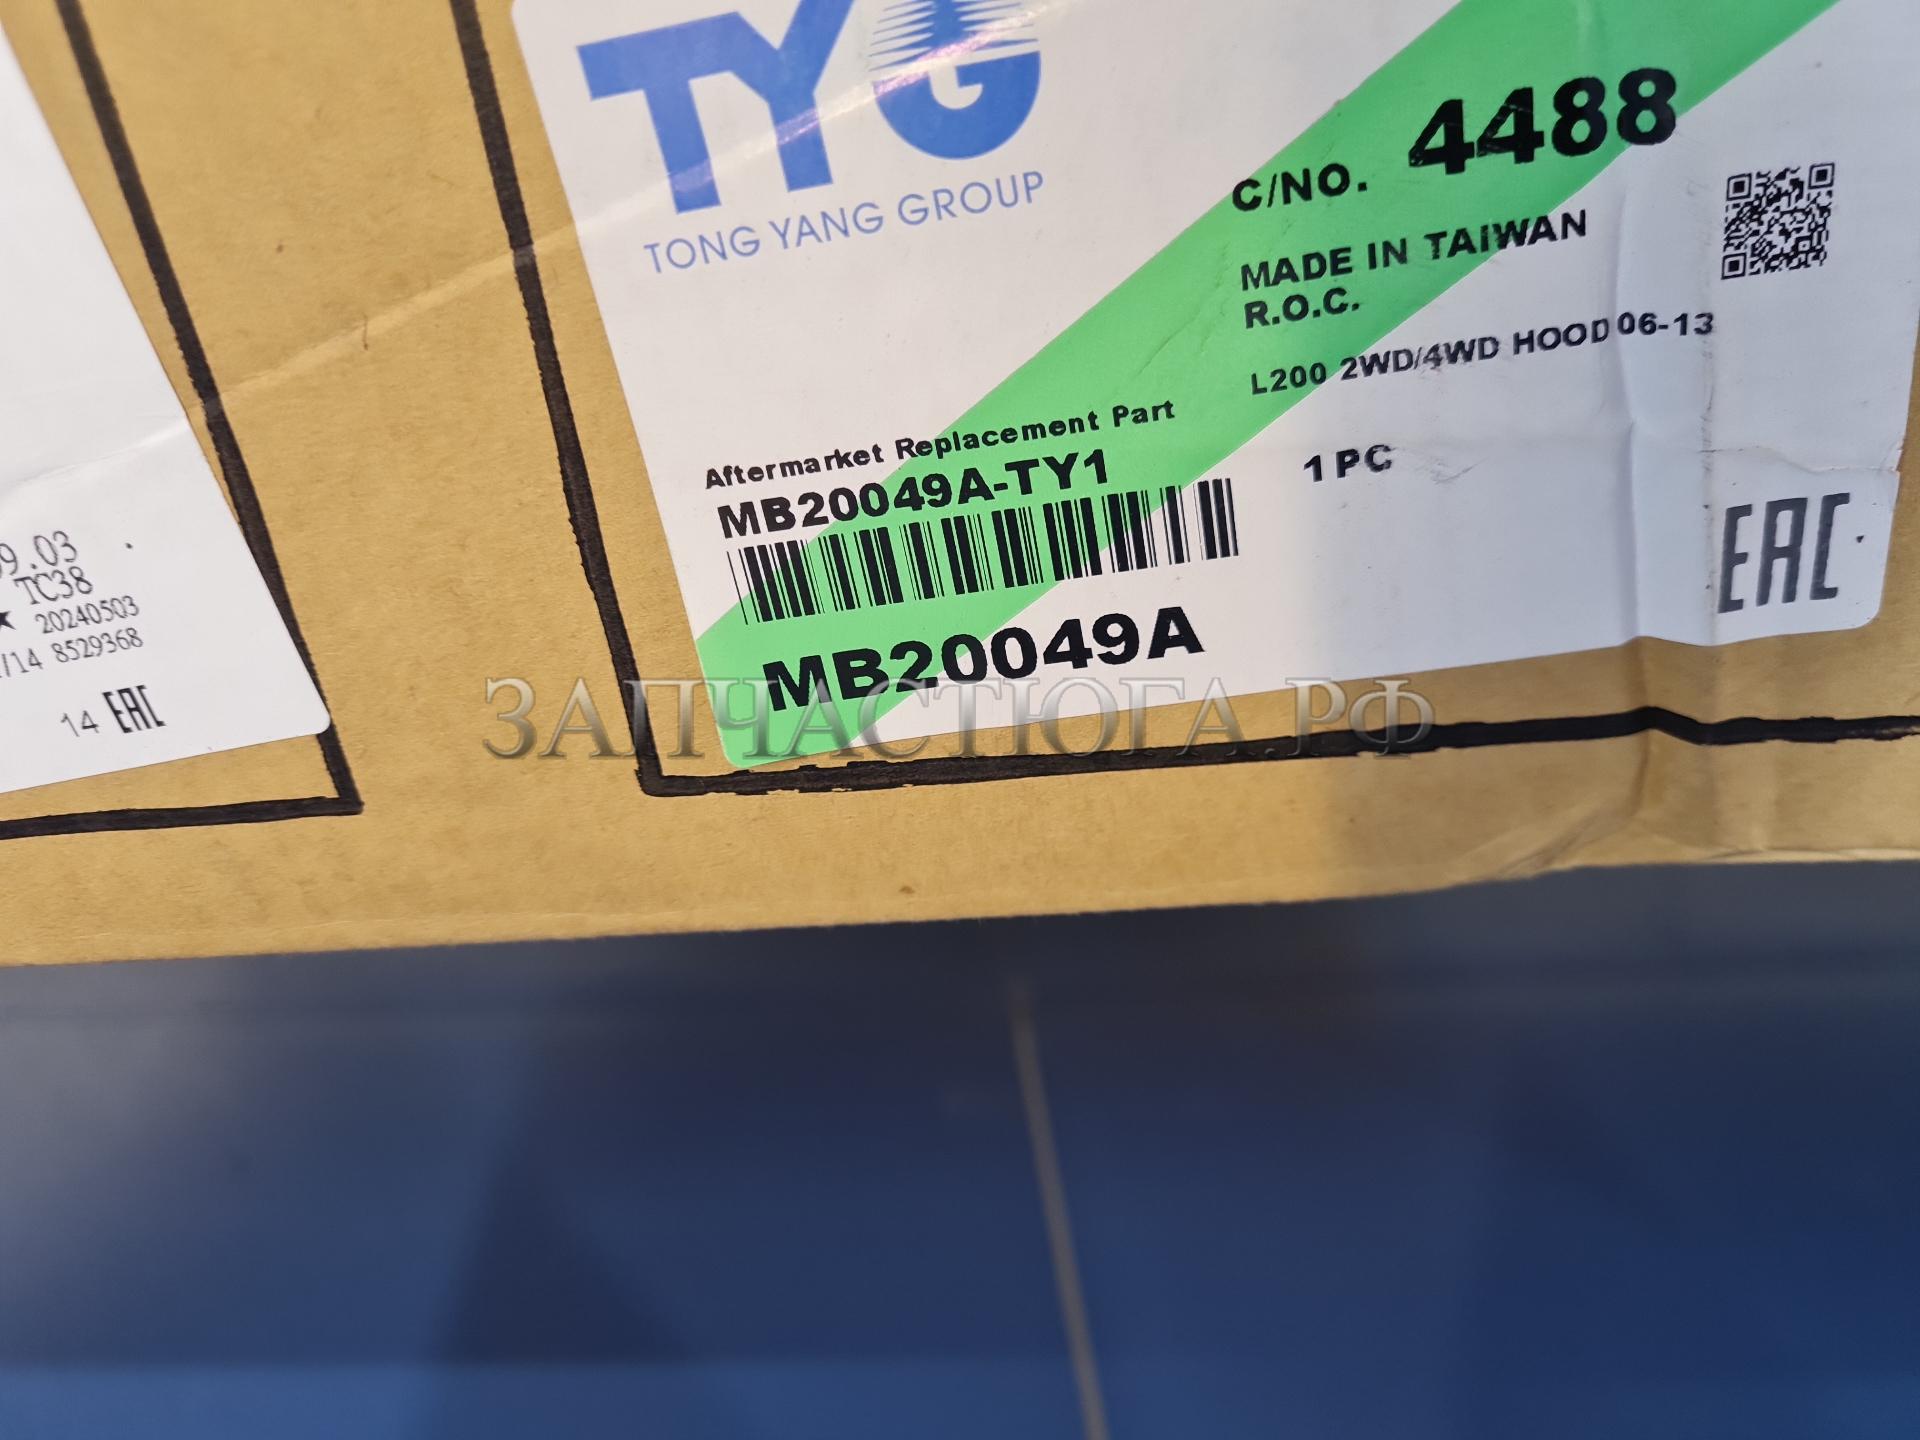 TYG
TONG YANG GROUP
C/NO. 4488
MADE IN TAIWAN
R.O.C.
L200 2WD/4WD HOOD 06-13
Aftermarket Replacement Part
MB20049A-TY1
1 PC
MB20049A
EAC
9.03
TC38
20240503
/14 8529368
14 EAC
ЗАПЧАСТЮГА.РФ